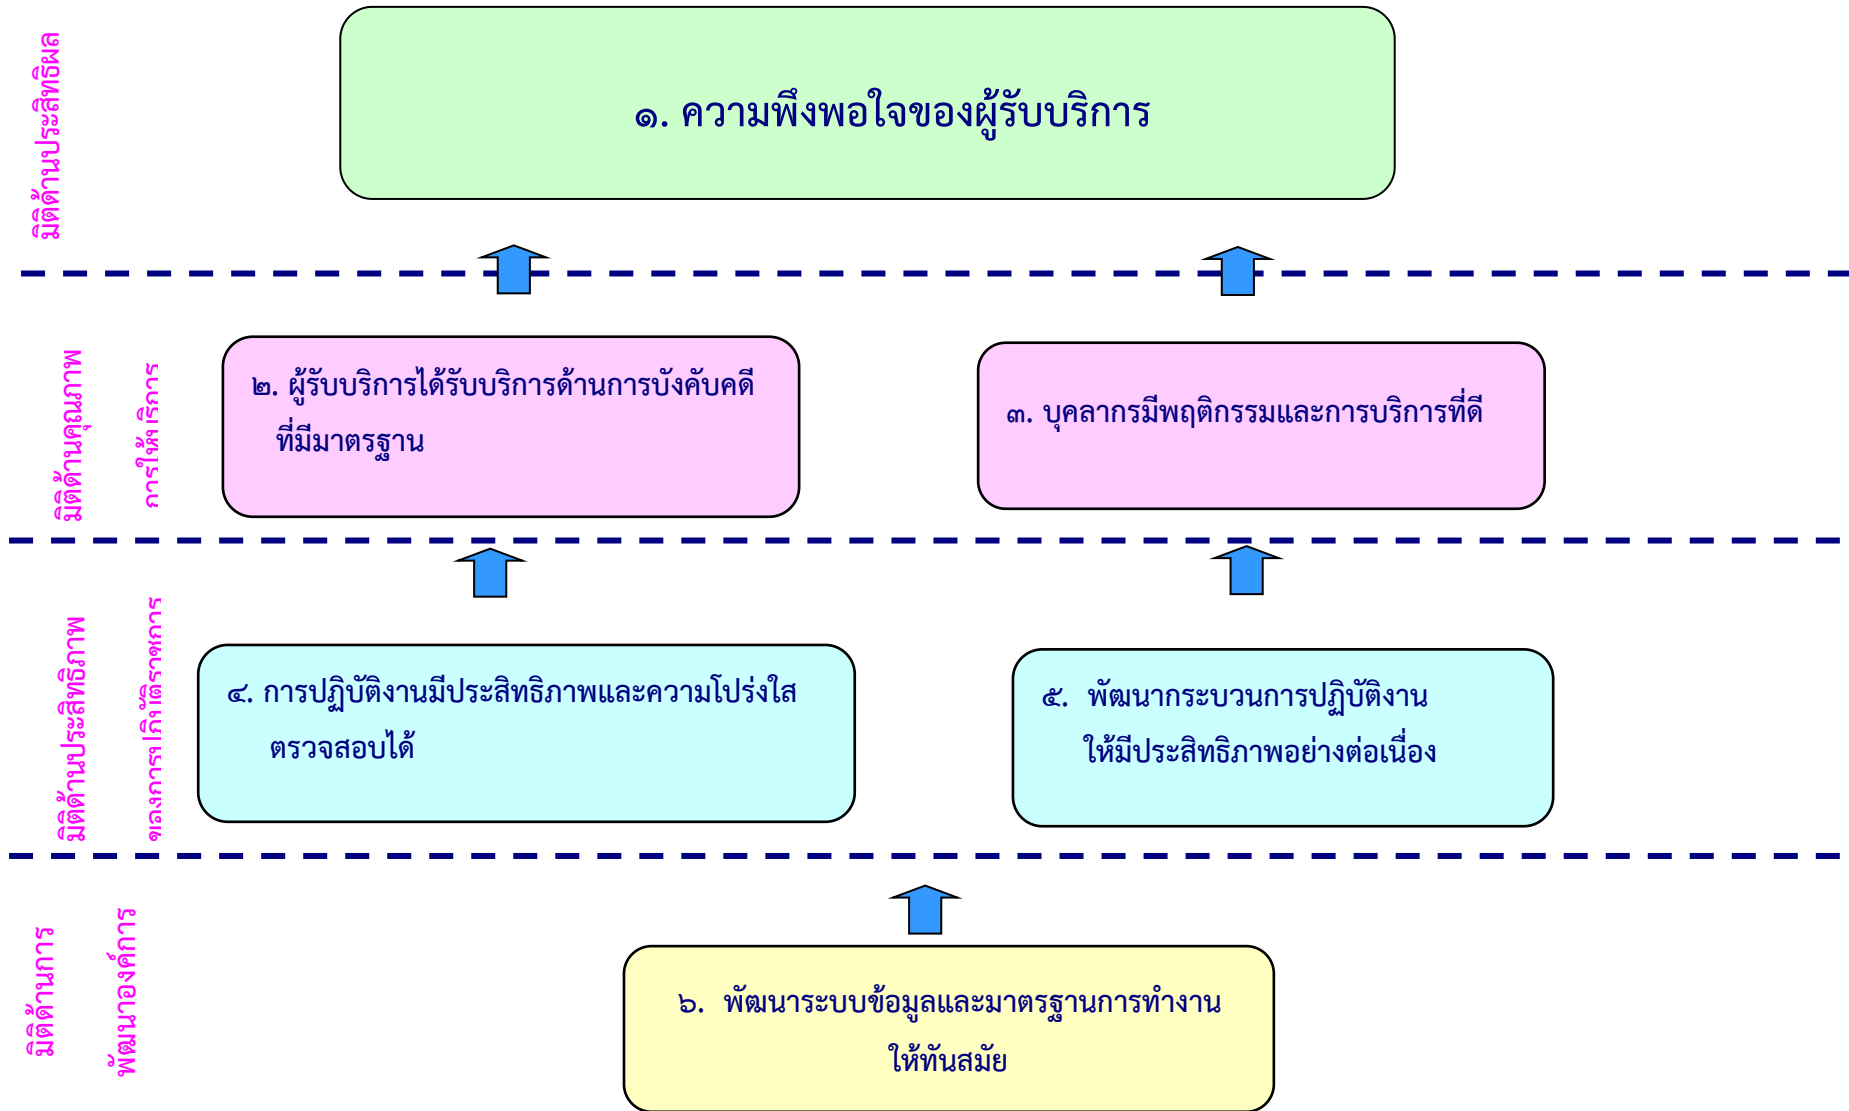 มิติด้านประสิทธิผล
๑. ความพึงพอใจของผู้รับบริการ
มิติด้านคุณภาพ
การให้บริการ
๒. ผู้รับบริการได้รับบริการด้านการบังคับคดี
ที่มีมาตรฐาน
๓. บุคลากรมีพฤติกรรมและการบริการที่ดี
มิติด้านประสิทธิภาพ
ของการปฏิบัติราชการ
๔. การปฏิบัติงานมีประสิทธิภาพและความโปร่งใส
ตรวจสอบได้
๕. พัฒนากระบวนการปฏิบัติงาน
ให้มีประสิทธิภาพอย่างต่อเนื่อง
มิติด้านการ
พัฒนาองค์การ
๖. พัฒนาระบบข้อมูลและมาตรฐานการทำงาน
ให้ทันสมัย